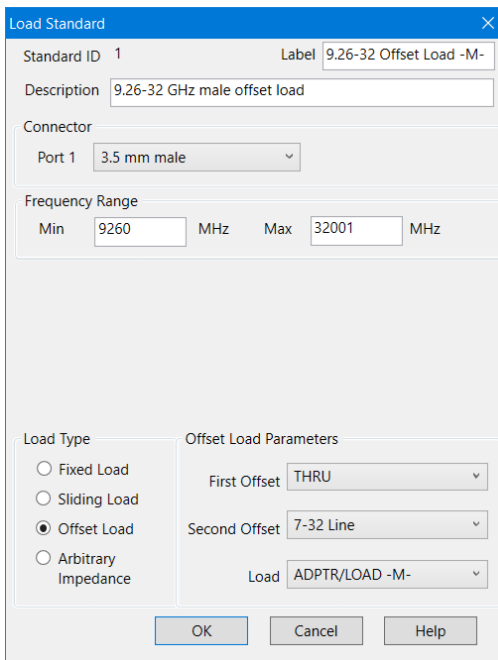 Load Standard
Standard ID 1 Label 9.26-32 Offset Load -M-
Description 9.26-32 GHz male offset load
Connector
Port 1 3.5 mm male
Frequency Range
Min 9260 MHz Max 32001 MHz
Load Type
Fixed Load
Sliding Load
Offset Load
Arbitrary
Impedance
Offset Load Parameters
First Offset THRU
Second Offset 7-32 Line
Load ADPTR/LOAD -M-
OK Cancel Help